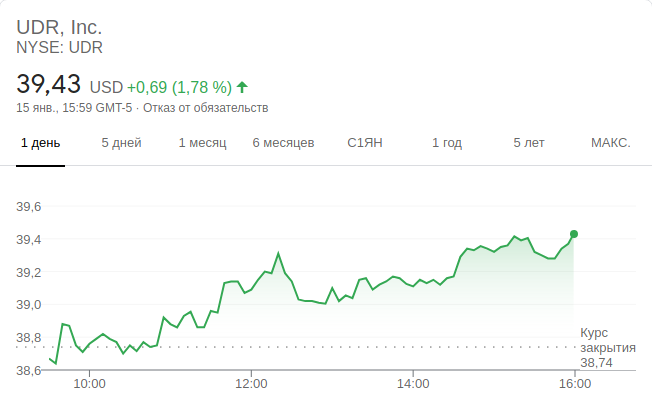 UDR, Inc.
NYSE: UDR
39,43 USD +0,69 (1,78 %)
15 янв., 15:59 GMT-5 · Отказ от обязательств
1 день 5 дней 1 месяц 6 месяцев С1ЯН 1 год 5 лет МАКС.
39,6
39,4
39,2
39,0
38,8
38,6
Курс
закрытия
38,74
10:00 12:00 14:00 16:00